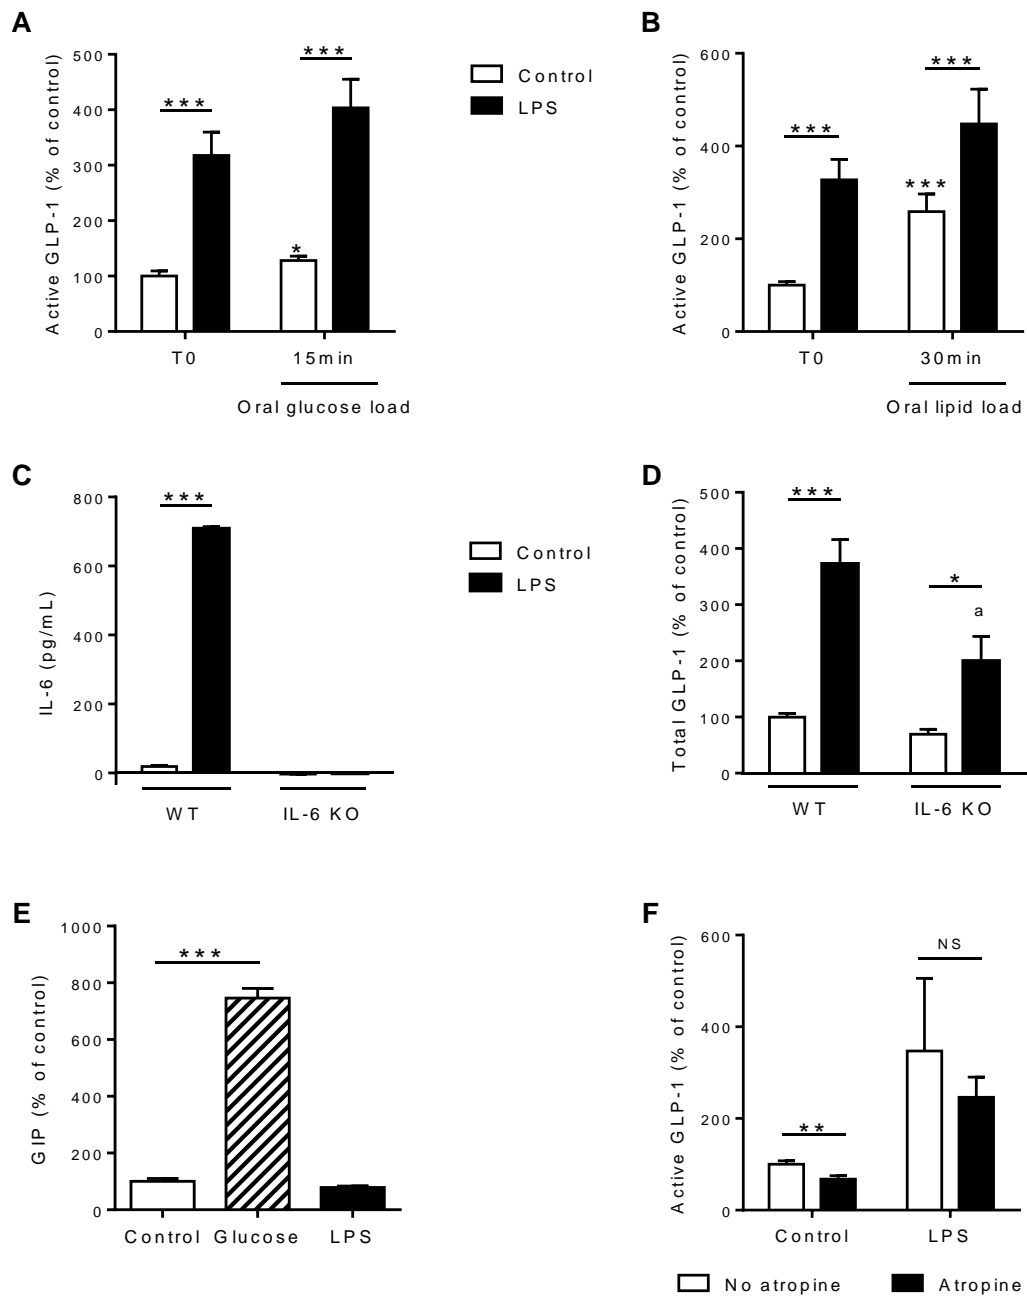 A
Active GLP-1 (% of control)
500
400
300
200
100
0
***
***
*
T0
15min
Oral glucose load
Control
LPS
B
Active GLP-1 (% of control)
600
400
200
0
***
***
***
T0
30min
Oral lipid load
C
IL-6 (pg/mL)
800
600
400
200
0
***
WT
IL-6 KO
Control
LPS
D
Total GLP-1 (% of control)
500
400
300
200
100
0
***
*
a
WT
IL-6 KO
E
GIP (% of control)
1000
800
600
400
200
0
***
Control Glucose LPS
F
Active GLP-1 (% of control)
600
400
200
0
**
NS
Control
LPS
No atropine
Atropine